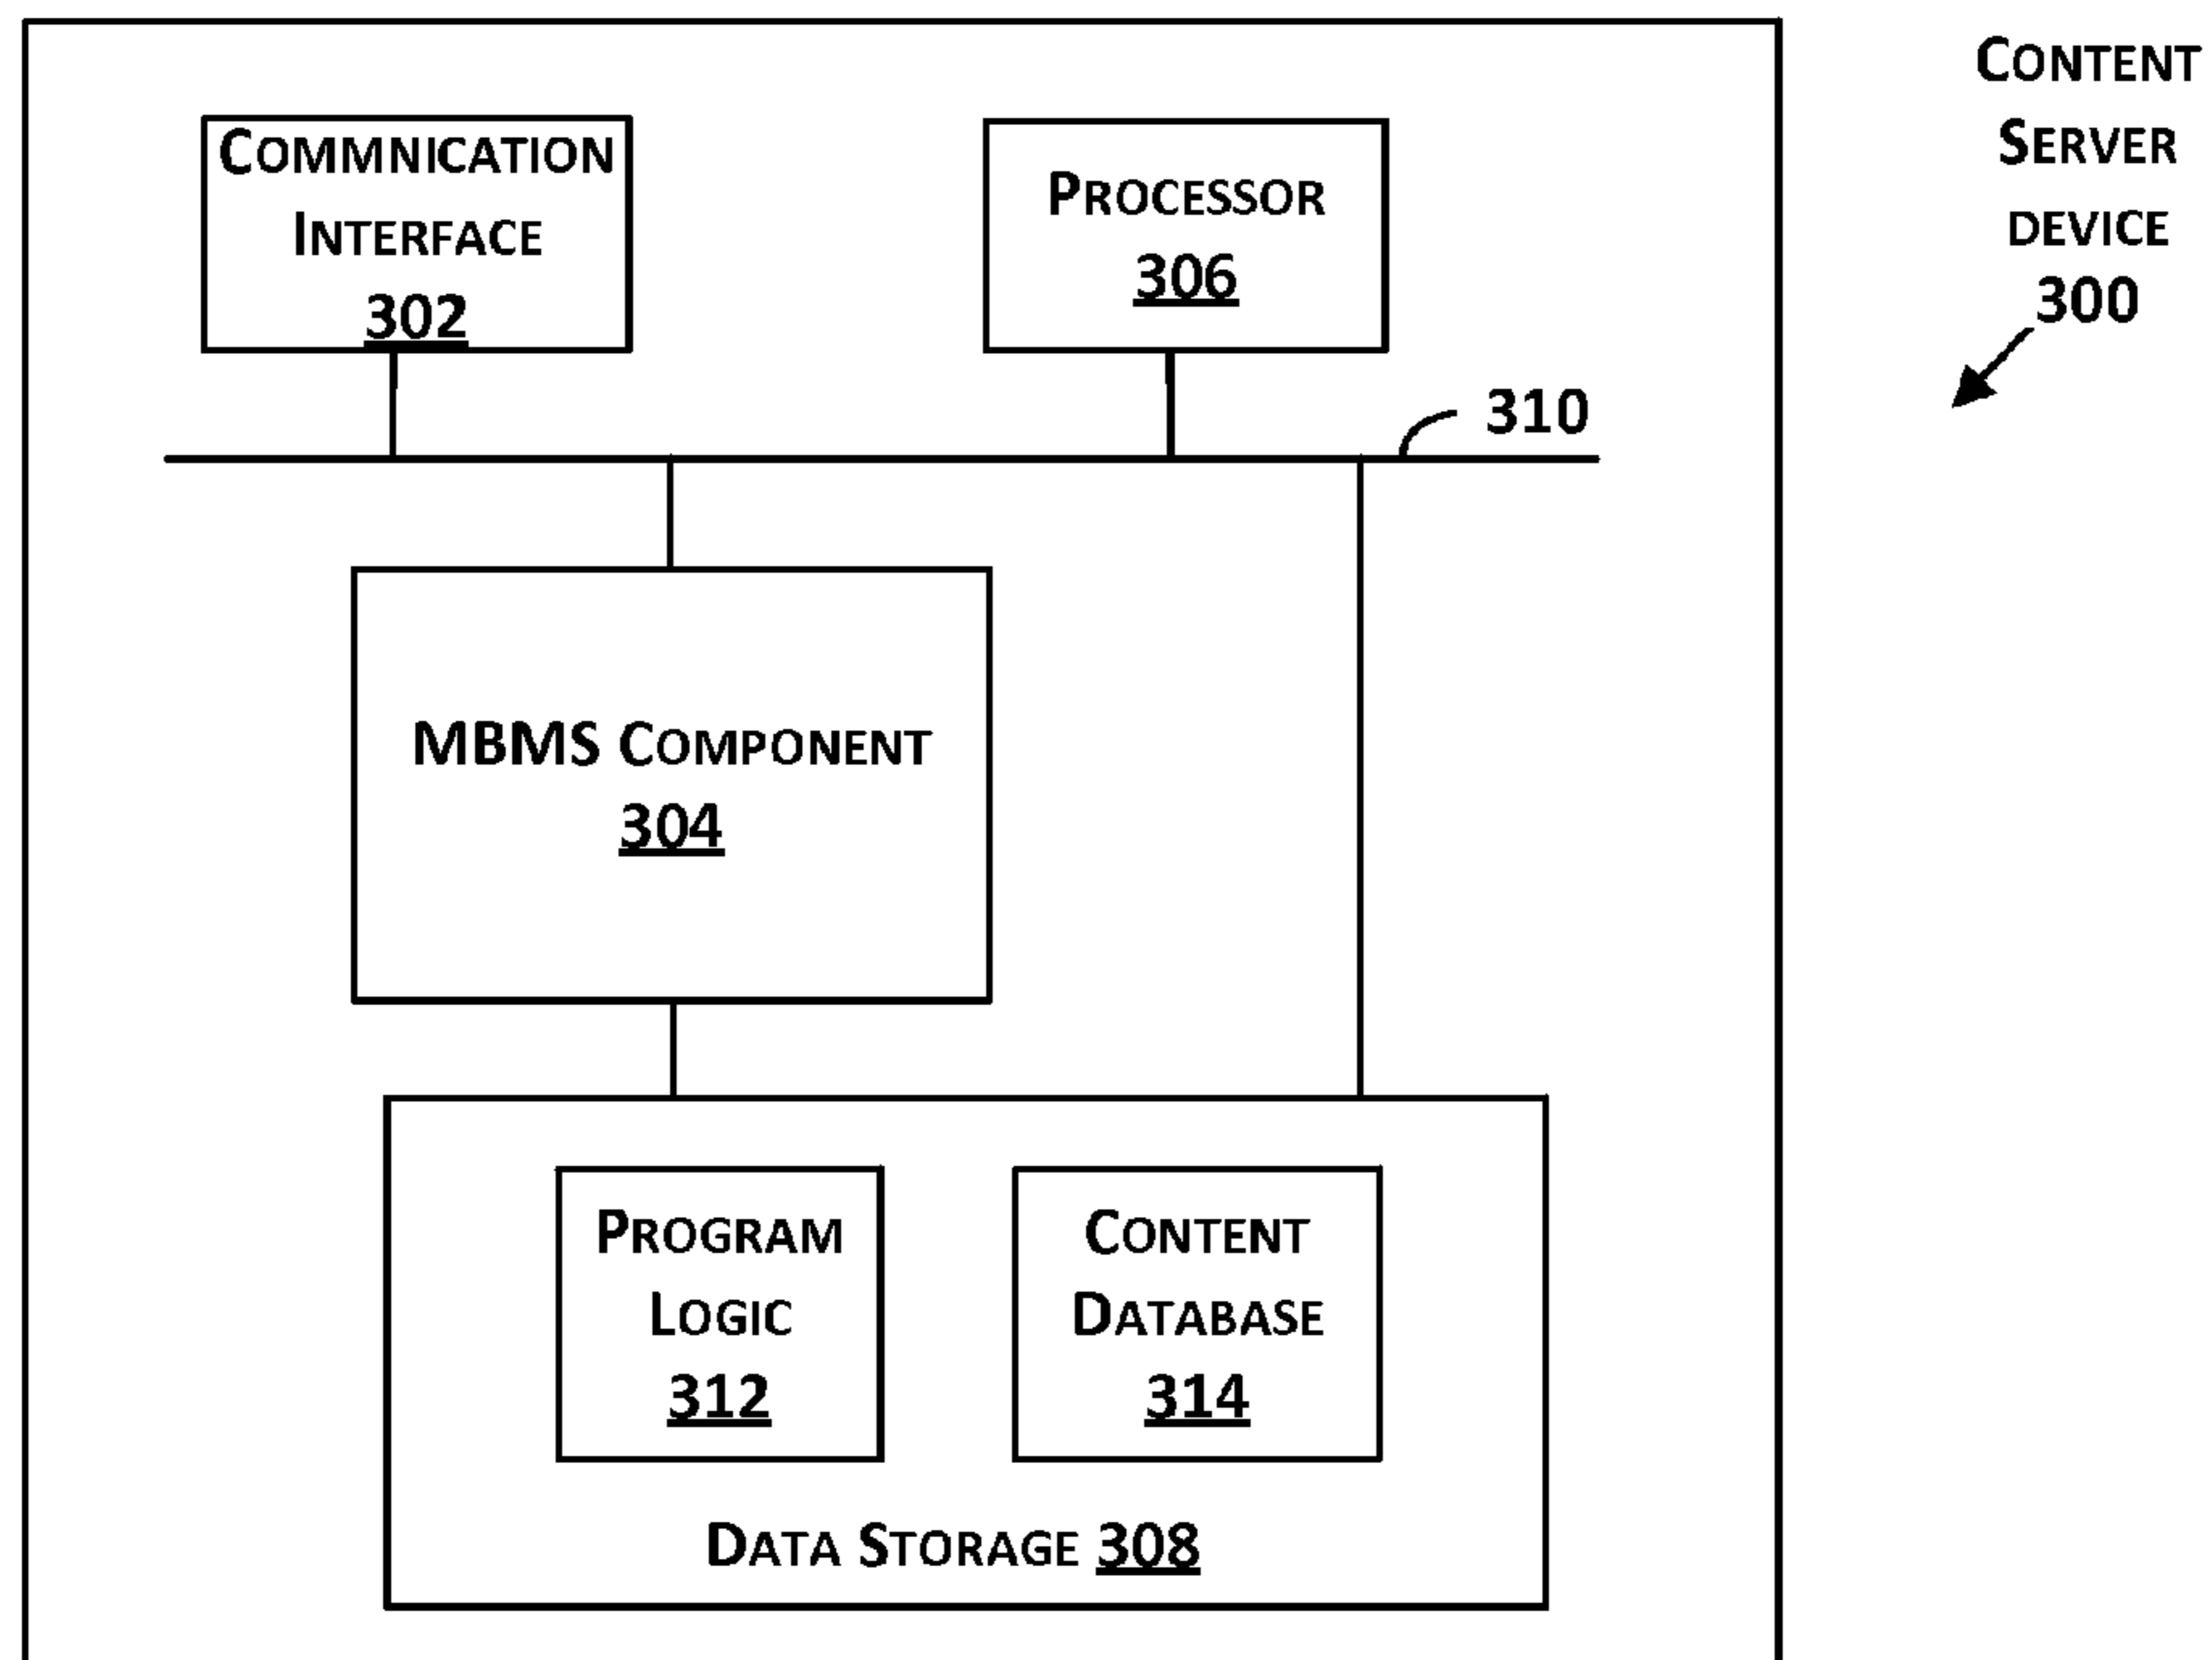 CONTENT
SERVER
DEVICE
300
COMMNICATION
INTERFACE
302
PROCESSOR
306
310
MBMS COMPONENT
304
PROGRAM
LOGIC
312
CONTENT
DATABASE
314
DATA STORAGE 308